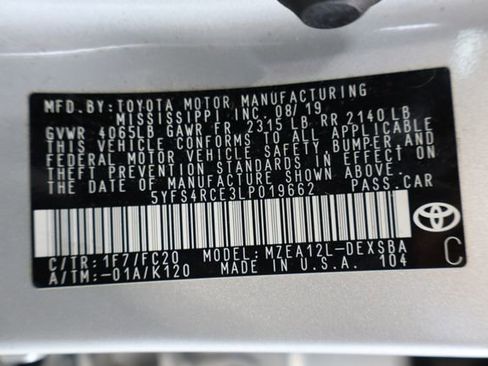 MFD. BY: TOYOTA MOTOR MANUFACTURING
MISSISSIPPI INC. 08/19
GVWR 4065LB GAWR FR 2315 LB RR 2140 LB
THIS VEHICLE CONFORMS TO ALL APPLICABLE
FEDERAL MOTOR VEHICLE SAFETY, BUMPER, AND
THEFT PREVENTION STANDARDS IN EFFECT ON
THE DATE OF MANUFACTURE SHOWN ABOVE.
5YFS4RCE3LP019662 PASS. CAR
C/TR: 1F7/FC20 MODEL: MZEA12L-DEXSBA
A/TM: -01A/K120 MADE IN U.S.A. 104
C